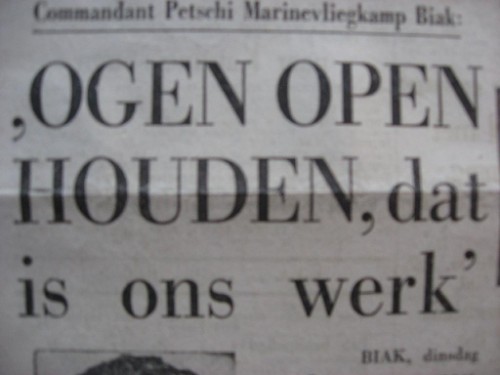 Commandant Petschi Marinevliegkamp Biak:
‚OGEN OPEN
HOUDEN, dat
is ons werk’
BIAK, dinsdag